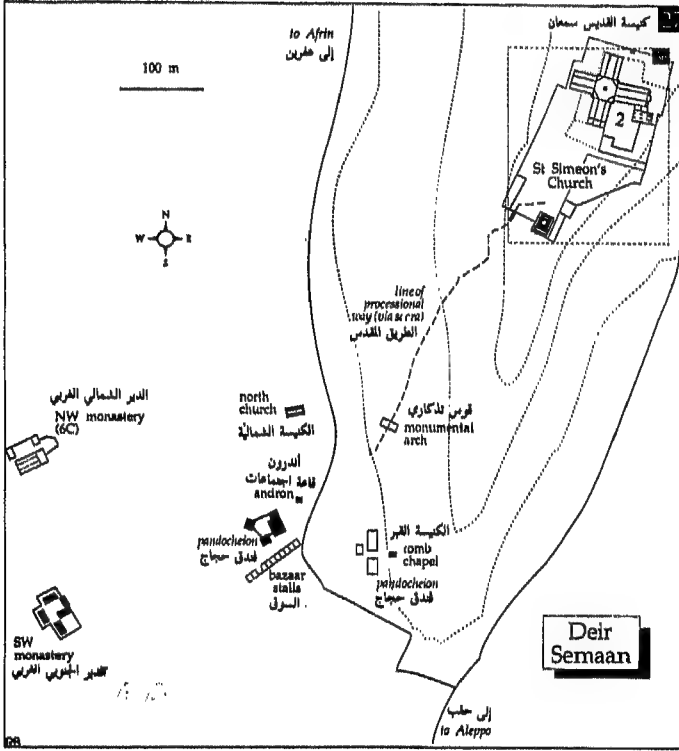 كنيسة القديس سمعان
to Afrin
إلى عفرين
100 m
2
St Simeon's
Church
N
W
E
S
line of
processional
way (via sacra)
الطريق المقدس
الدير الشمالي الغربي
NW monastery
(6C)
north
church
الكنيسة الشمالية
قوس تذكاري
monumental
arch
أندرون
قاعة اجتماعات
andron
pandocheion
فندق حجاج
bazaar
stalls
السوق
الكنيسة القبر
tomb
chapel
pandocheion
فندق حجاج
SW
monastery
الدير الجنوبي الغربي
Deir
Semaan
إلى حلب
to Aleppo